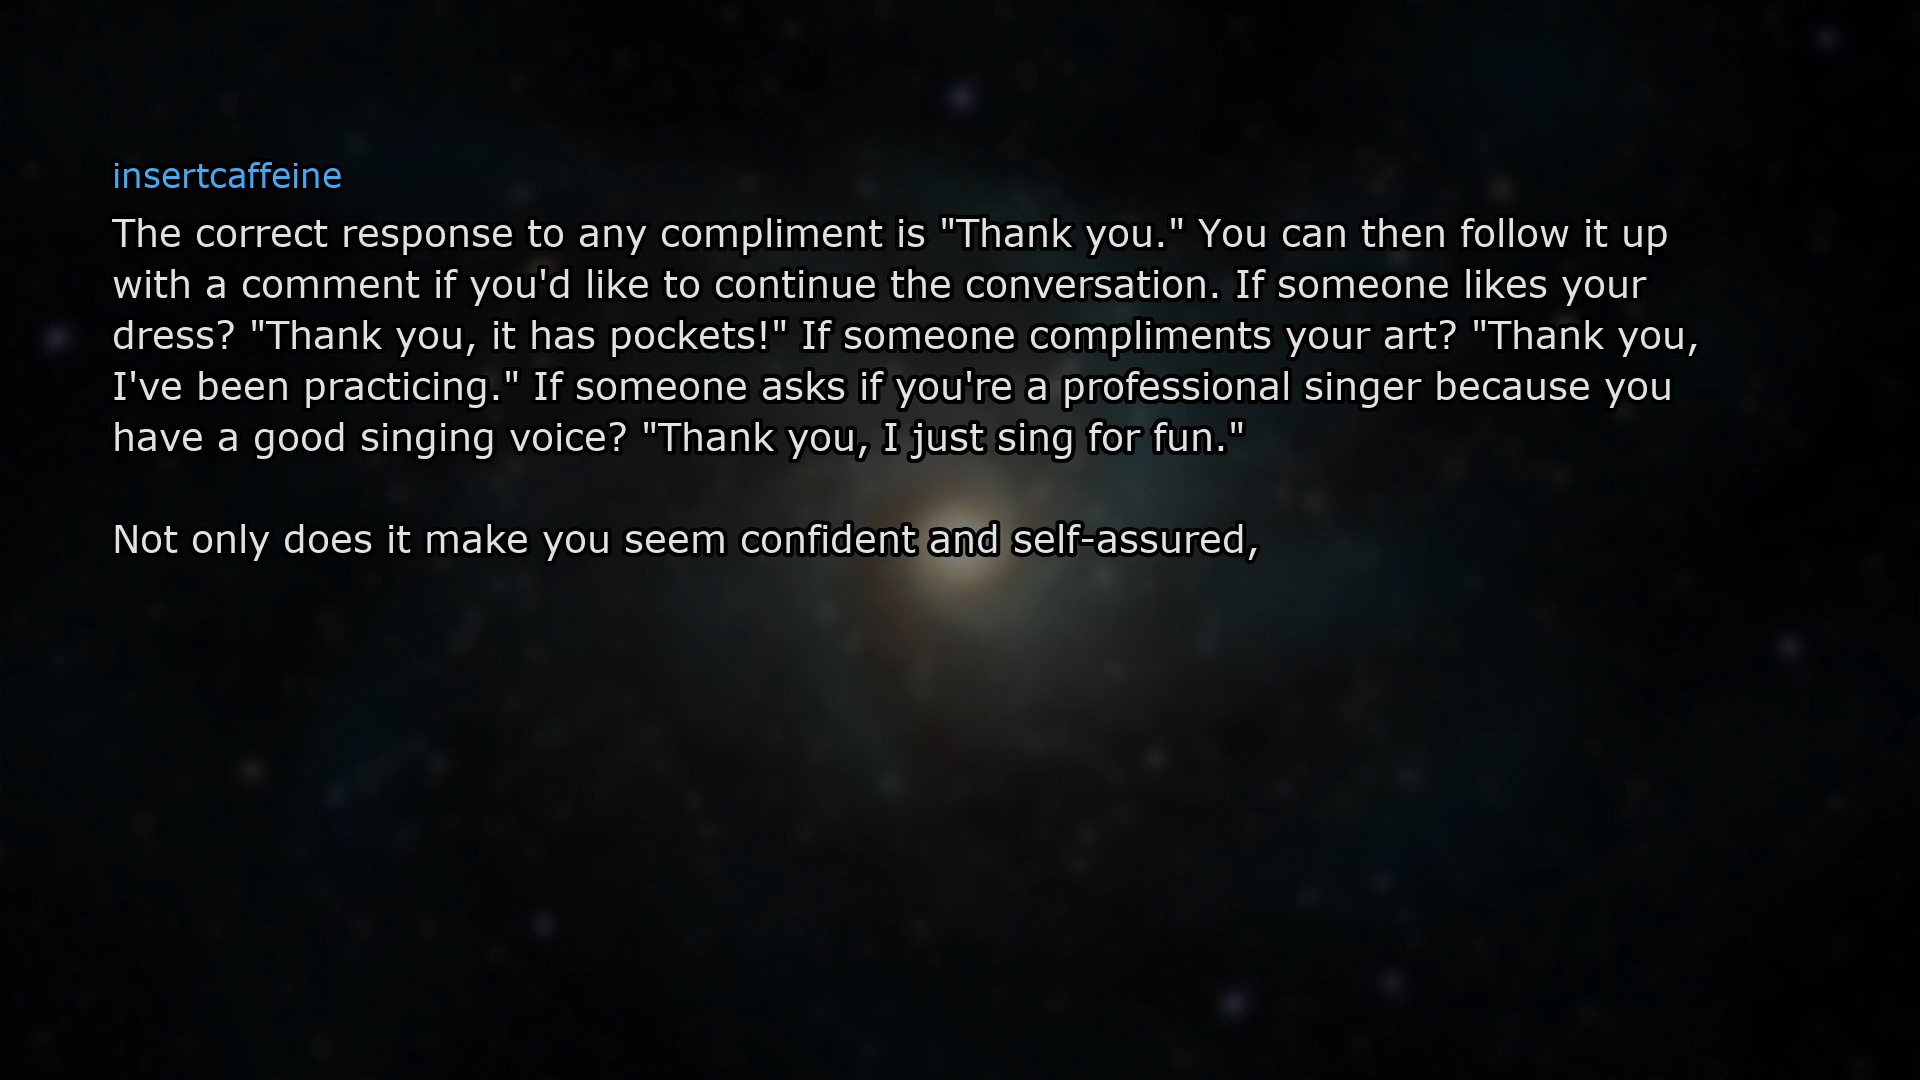 insertcaffeine
The correct response to any compliment is "Thank you." You can then follow it up
with a comment if you'd like to continue the conversation. If someone likes your
dress? "Thank you, it has pockets!" If someone compliments your art? "Thank you,
I've been practicing." If someone asks if you're a professional singer because you
have a good singing voice? "Thank you, I just sing for fun."
Not only does it make you seem confident and self-assured,